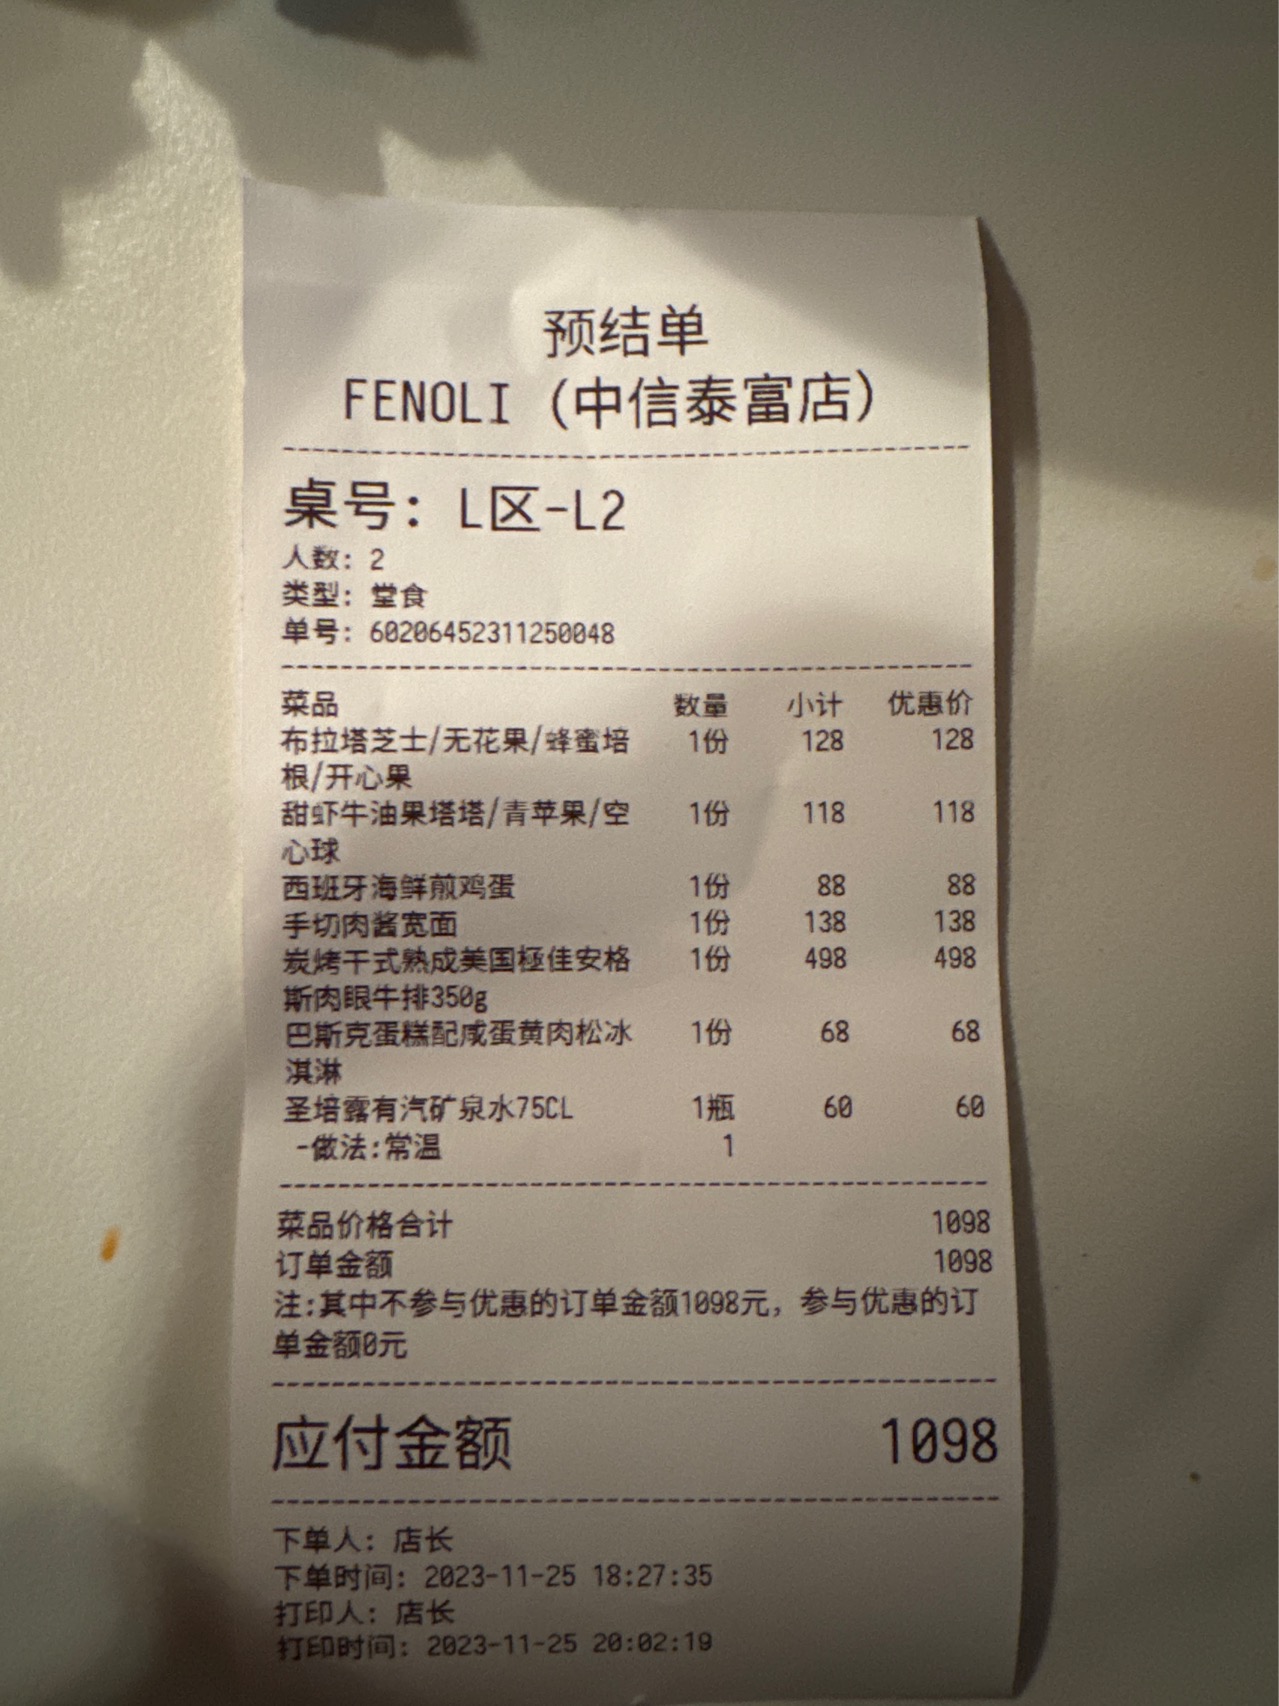 预结单
FENOLI (中信泰富店)
桌号: L区-L2
人数: 2
类型: 堂食
单号: 60206452311250048
菜品 数量 小计 优惠价
布拉塔芝士/无花果/蜂蜜培 1份 128 128
根/开心果
甜虾牛油果塔塔/青苹果/空 1份 118 118
心球
西班牙海鲜煎鸡蛋 1份 88 88
手切肉酱宽面 1份 138 138
炭烤干式熟成美国極佳安格 1份 498 498
斯肉眼牛排350g
巴斯克蛋糕配咸蛋黄肉松冰 1份 68 68
淇淋
圣培露有汽矿泉水75CL 1瓶 60 60
-做法:常温 1
菜品价格合计 1098
订单金额 1098
注:其中不参与优惠的订单金额1098元, 参与优惠的订
单金额0元
应付金额 1098
下单人: 店长
下单时间: 2023-11-25 18:27:35
打印人: 店长
打印时间: 2023-11-25 20:02:19